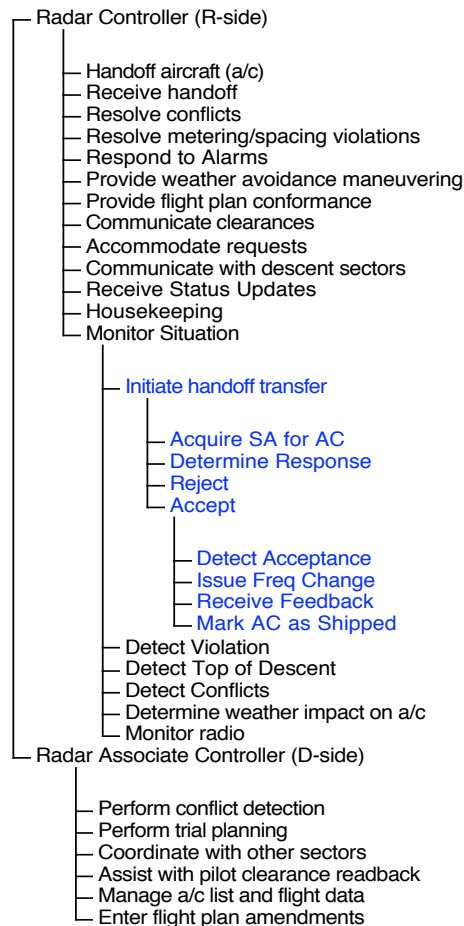 Radar Controller (R-side)
Handoff aircraft (a/c)
Receive handoff
Resolve conflicts
Resolve metering/spacing violations
Respond to Alarms
Provide weather avoidance maneuvering
Provide flight plan conformance
Communicate clearances
Accommodate requests
Communicate with descent sectors
Receive Status Updates
Housekeeping
Monitor Situation
Initiate handoff transfer
Acquire SA for AC
Determine Response
Reject
Accept
Detect Acceptance
Issue Freq Change
Receive Feedback
Mark AC as Shipped
Detect Violation
Detect Top of Descent
Detect Conflicts
Determine weather impact on a/c
Monitor radio
Radar Associate Controller (D-side)
Perform conflict detection
Perform trial planning
Coordinate with other sectors
Assist with pilot clearance readback
Manage a/c list and flight data
Enter flight plan amendments